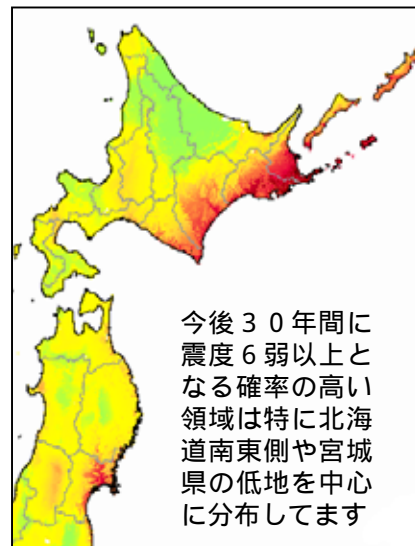 今後３０年間に
震度６弱以上と
なる確率の高い
領域は特に北海
道南東側や宮城
県の低地を中心
に分布してます